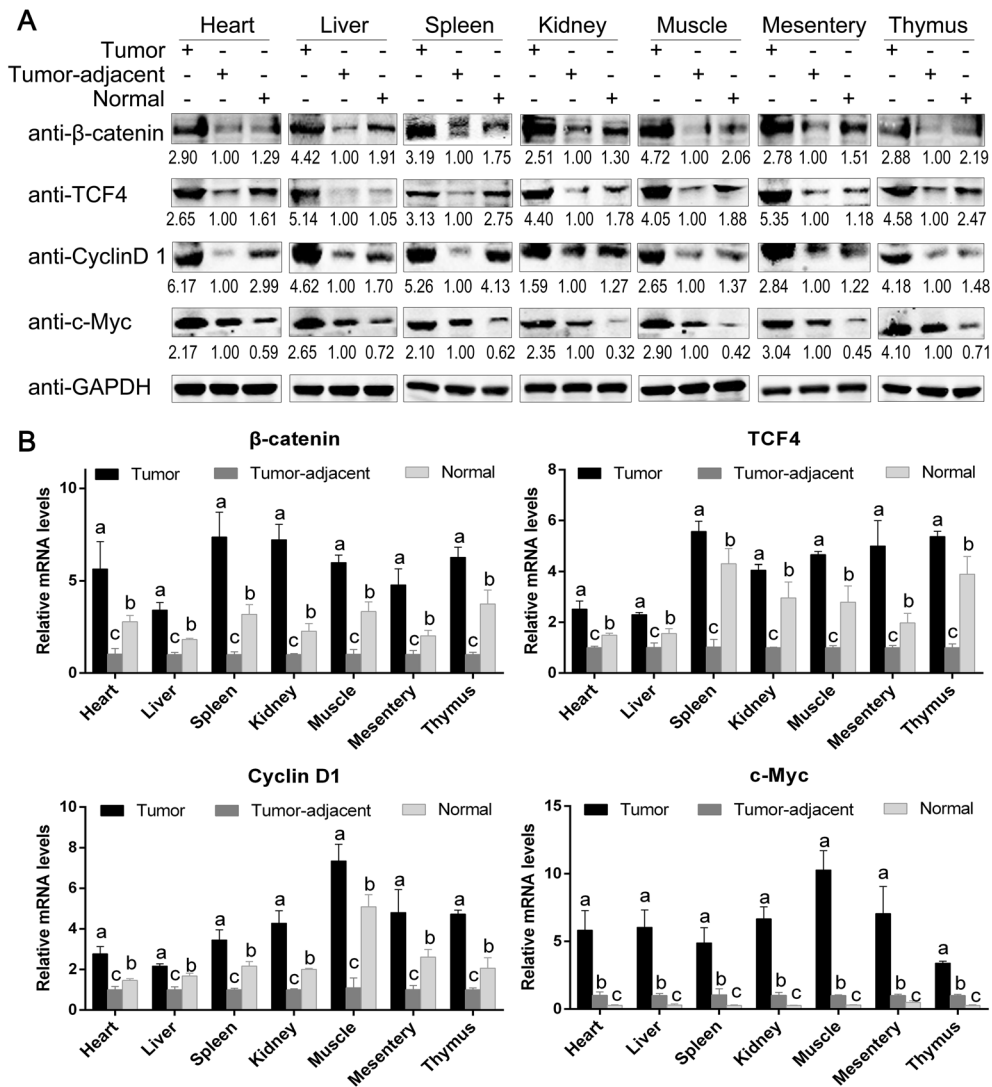 A
Heart Liver Spleen Kidney Muscle Mesentery Thymus
Tumor + - - + - - + - - + - - + - - + - - + - -
Tumor-adjacent - + - - + - - + - - + - - + - - + - - + -
Normal - - + - - + - - + - - + - - + - - + - - +
anti-β-catenin
2.90 1.00 1.29 4.42 1.00 1.91 3.19 1.00 1.75 2.51 1.00 1.30 4.72 1.00 2.06 2.78 1.00 1.51 2.88 1.00 2.19
anti-TCF4
2.65 1.00 1.61 5.14 1.00 1.05 3.13 1.00 2.75 4.40 1.00 1.78 4.05 1.00 1.88 5.35 1.00 1.18 4.58 1.00 2.47
anti-CyclinD 1
6.17 1.00 2.99 4.62 1.00 1.70 5.26 1.00 4.13 1.59 1.00 1.27 2.65 1.00 1.37 2.84 1.00 1.22 4.18 1.00 1.48
anti-c-Myc
2.17 1.00 0.59 2.65 1.00 0.72 2.10 1.00 0.62 2.35 1.00 0.32 2.90 1.00 0.42 3.04 1.00 0.45 4.10 1.00 0.71
anti-GAPDH
B
β-catenin
Tumor Tumor-adjacent Normal
Relative mRNA levels
10
5
0
a c b a c b a c b a c b a c b a c b a c b
Heart Liver Spleen Kidney Muscle Mesentery Thymus
TCF4
Tumor Tumor-adjacent Normal
Relative mRNA levels
8
6
4
2
0
a c b a c b a c b a c b a c b a c b a c b
Heart Liver Spleen Kidney Muscle Mesentery Thymus
Cyclin D1
Tumor Tumor-adjacent Normal
Relative mRNA levels
10
8
6
4
2
0
a c b a c b a c b a c b a c b a c b a c b
Heart Liver Spleen Kidney Muscle Mesentery Thymus
c-Myc
Tumor Tumor-adjacent Normal
Relative mRNA levels
15
10
5
0
a b c a b c a b c a b c a b c a b c a b c
Heart Liver Spleen Kidney Muscle Mesentery Thymus